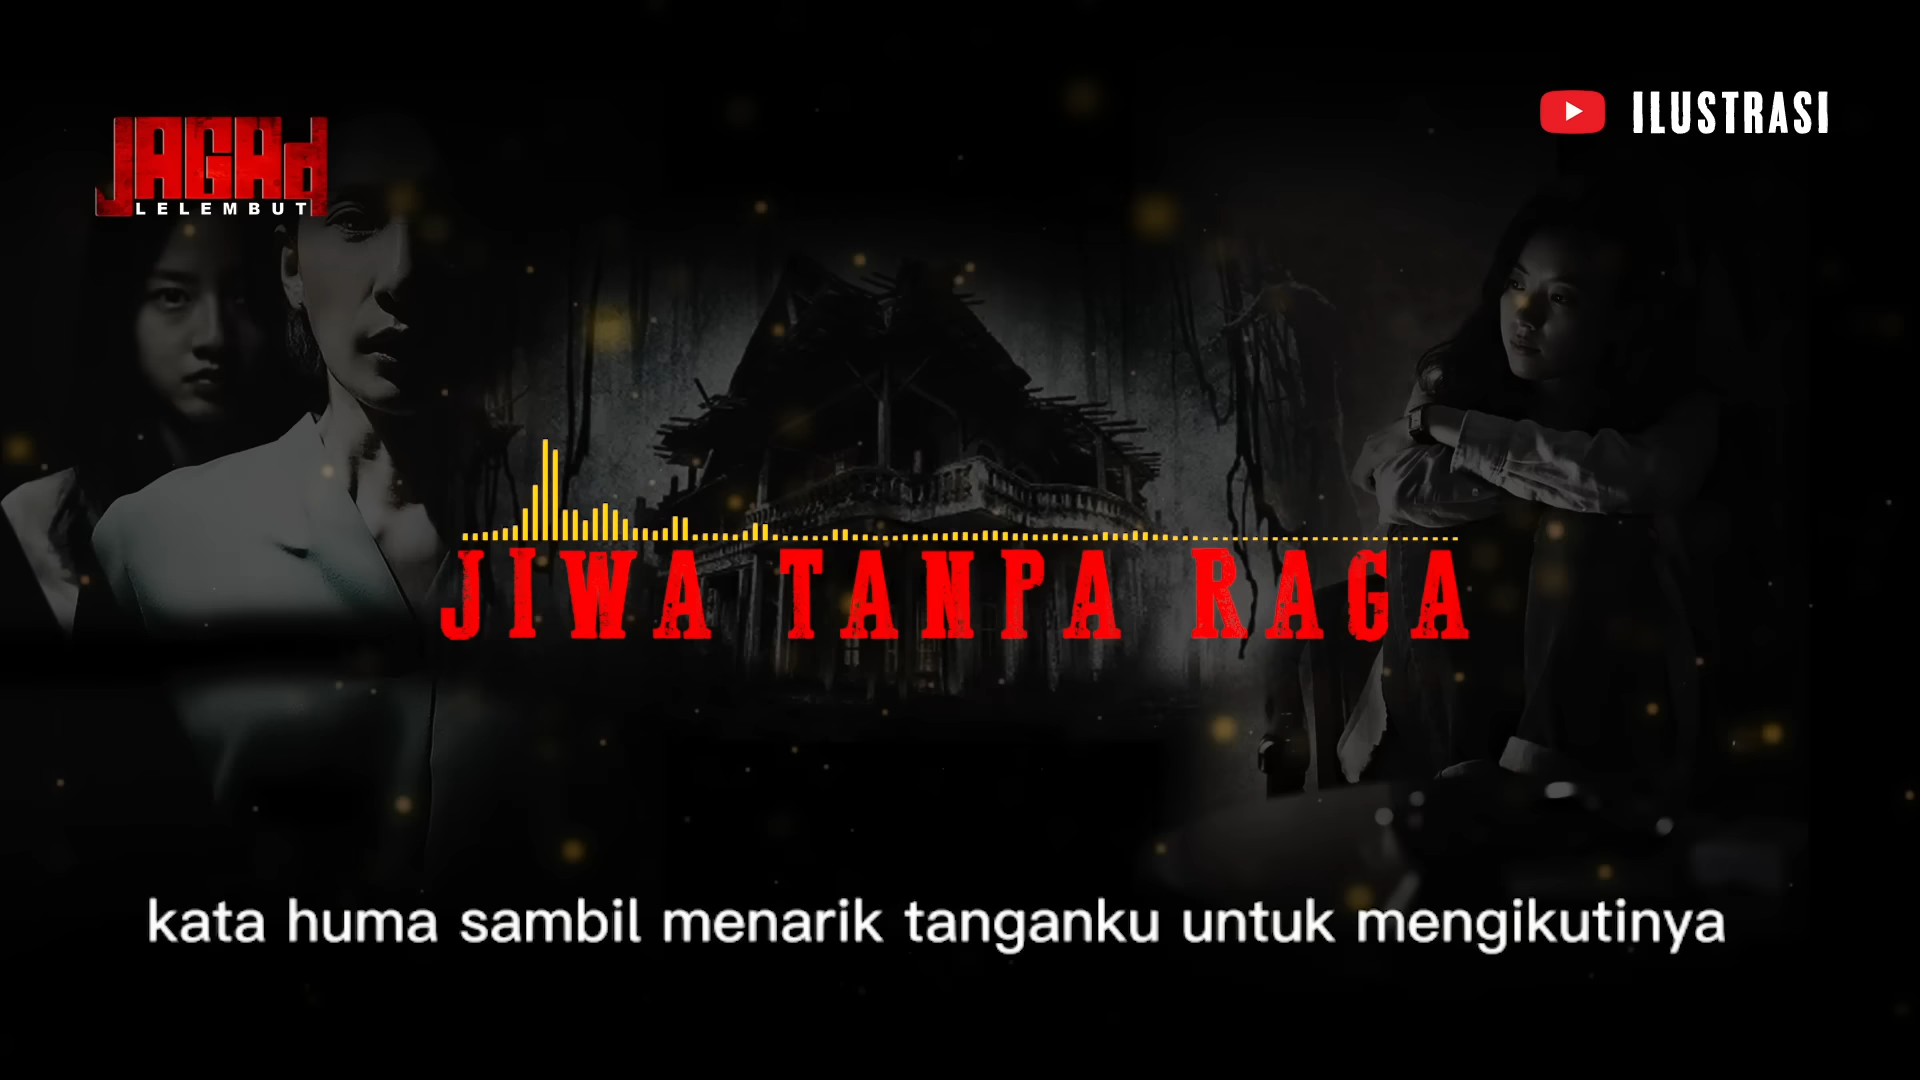 JAGAd
LELEMBUT
ILUSTRASI
JIWA TANPA RAGA
kata huma sambil menarik tanganku untuk mengikutinya